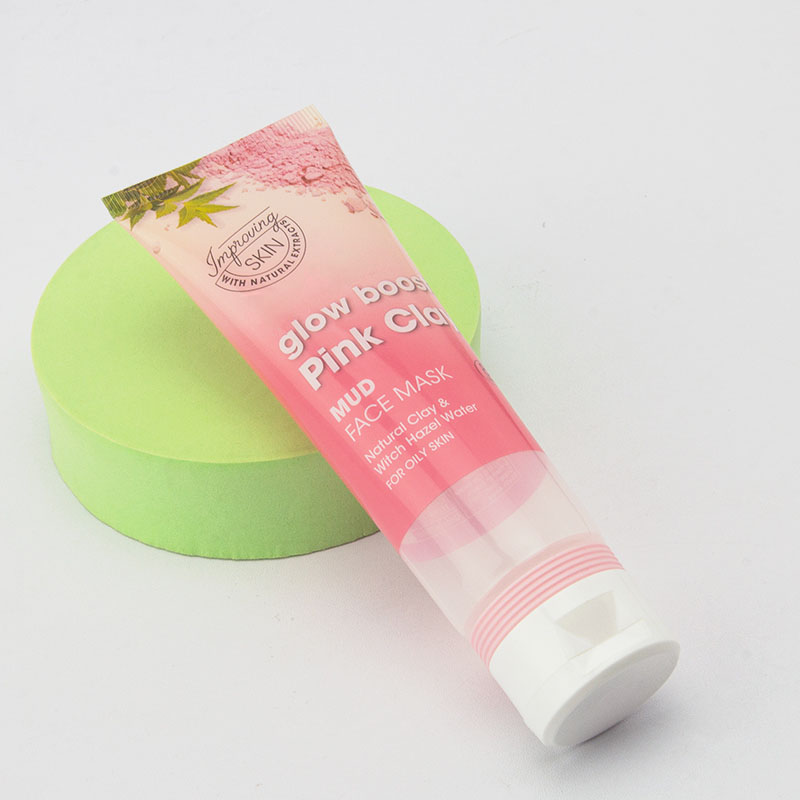 Improving
SKIN
WITH NATURAL EXTRACTS
glow boos
Pink Cla
MUD
FACE MASK
Natural Clay &
Witch Hazel Water
FOR OILY SKIN